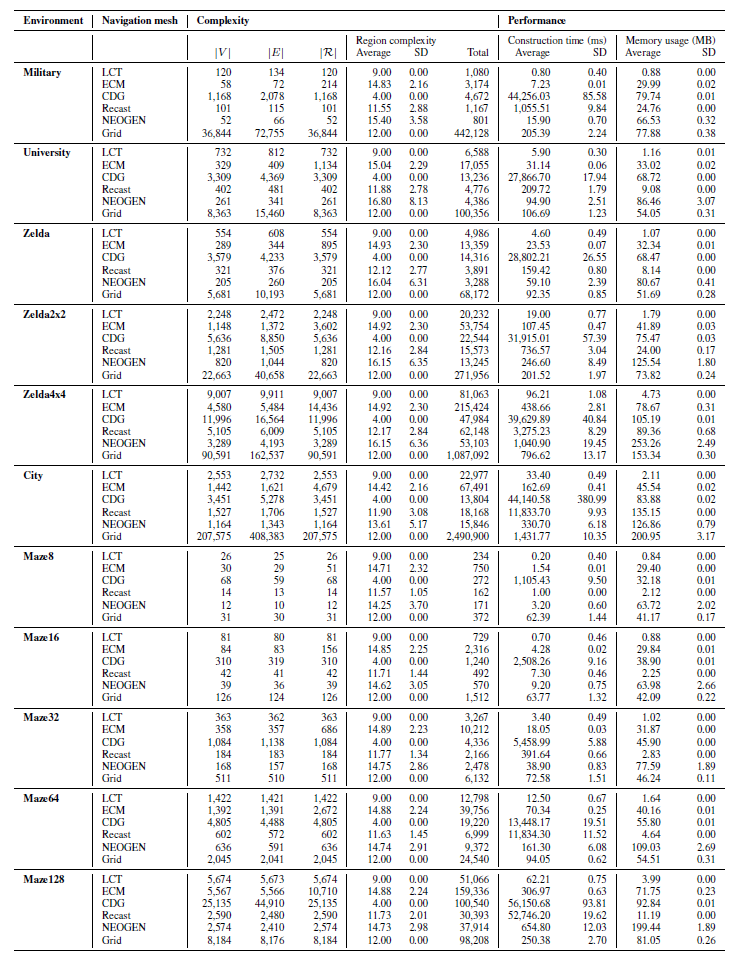 Environment Navigation mesh Complexity Performance
Region complexity Construction time (ms) Memory usage (MB)
|V| |E| |R| Average SD Total Average SD Average SD
Military LCT 120 134 120 9.00 0.00 1,080 0.80 0.40 0.88 0.00
ECM 58 72 214 14.83 2.16 3,174 7.23 0.01 29.99 0.02
CDG 1,168 2,078 1,168 4.00 0.00 4,672 44,256.03 85.58 79.74 0.01
Recast 101 115 101 11.55 2.88 1,167 1,055.51 9.84 24.76 0.00
NEOGEN 52 66 52 15.40 3.58 801 15.90 0.70 66.53 0.32
Grid 36,844 72,755 36,844 12.00 0.00 442,128 205.39 2.24 77.88 0.38
University LCT 732 812 732 9.00 0.00 6,588 5.90 0.30 1.16 0.01
ECM 329 409 1,134 15.04 2.29 17,055 31.14 0.06 33.02 0.02
CDG 3,309 4,369 3,309 4.00 0.00 13,236 27,866.70 17.94 68.72 0.00
Recast 402 481 402 11.88 2.78 4,776 209.72 1.79 9.08 0.00
NEOGEN 261 341 261 16.80 8.13 4,386 94.90 2.51 86.46 3.07
Grid 8,363 15,460 8,363 12.00 0.00 100,356 106.69 1.23 54.05 0.31
Zelda LCT 554 608 554 9.00 0.00 4,986 4.60 0.49 1.07 0.00
ECM 289 344 895 14.93 2.30 13,359 23.53 0.07 32.34 0.01
CDG 3,579 4,233 3,579 4.00 0.00 14,316 28,802.21 26.55 68.47 0.00
Recast 321 376 321 12.12 2.77 3,891 159.42 0.80 8.14 0.00
NEOGEN 205 260 205 16.04 6.31 3,288 59.10 2.39 80.67 0.41
Grid 5,681 10,193 5,681 12.00 0.00 68,172 92.35 0.85 51.69 0.28
Zelda2x2 LCT 2,248 2,472 2,248 9.00 0.00 20,232 19.00 0.77 1.79 0.00
ECM 1,148 1,372 3,602 14.92 2.30 53,754 107.45 0.47 41.89 0.03
CDG 5,636 8,850 5,636 4.00 0.00 22,544 31,915.01 57.39 75.47 0.03
Recast 1,281 1,505 1,281 12.16 2.84 15,573 736.57 3.04 24.00 0.17
NEOGEN 820 1,044 820 16.15 6.35 13,245 246.60 8.49 125.54 1.80
Grid 22,663 40,658 22,663 12.00 0.00 271,956 201.52 1.97 73.82 0.24
Zelda4x4 LCT 9,007 9,911 9,007 9.00 0.00 81,063 96.21 1.08 4.73 0.00
ECM 4,580 5,484 14,436 14.92 2.30 215,424 438.66 2.81 78.67 0.31
CDG 11,996 16,564 11,996 4.00 0.00 47,984 39,629.89 40.84 105.19 0.01
Recast 5,105 6,009 5,105 12.17 2.84 62,148 3,275.23 8.29 89.36 0.68
NEOGEN 3,289 4,193 3,289 16.15 6.36 53,103 1,040.90 19.45 253.26 2.49
Grid 90,591 162,537 90,591 12.00 0.00 1,087,092 796.62 13.17 153.34 0.30
City LCT 2,553 2,732 2,553 9.00 0.00 22,977 33.40 0.49 2.11 0.00
ECM 1,442 1,621 4,679 14.42 2.16 67,491 162.69 0.41 45.54 0.02
CDG 3,451 5,278 3,451 4.00 0.00 13,804 44,140.58 380.99 83.88 0.02
Recast 1,527 1,706 1,527 11.90 3.08 18,168 11,833.70 9.93 135.15 0.00
NEOGEN 1,164 1,343 1,164 13.61 5.17 15,846 330.70 6.18 126.86 0.79
Grid 207,575 408,383 207,575 12.00 0.00 2,490,900 1,431.77 10.35 200.95 3.17
Maze8 LCT 26 25 26 9.00 0.00 234 0.20 0.40 0.84 0.00
ECM 30 29 51 14.71 2.32 750 1.54 0.01 29.40 0.00
CDG 68 59 68 4.00 0.00 272 1,105.43 9.50 32.18 0.01
Recast 14 13 14 11.57 1.05 162 1.00 0.00 2.12 0.00
NEOGEN 12 10 12 14.25 3.70 171 3.20 0.60 63.72 2.02
Grid 31 30 31 12.00 0.00 372 62.39 1.44 41.17 0.17
Maze16 LCT 81 80 81 9.00 0.00 729 0.70 0.46 0.88 0.00
ECM 84 83 156 14.85 2.25 2,316 4.28 0.02 29.84 0.01
CDG 310 319 310 4.00 0.00 1,240 2,508.26 9.16 38.90 0.01
Recast 42 41 42 11.71 1.44 492 7.30 0.46 2.25 0.00
NEOGEN 39 36 39 14.62 3.05 570 9.20 0.75 63.98 2.66
Grid 126 124 126 12.00 0.00 1,512 63.77 1.32 42.09 0.22
Maze32 LCT 363 362 363 9.00 0.00 3,267 3.40 0.49 1.02 0.00
ECM 358 357 686 14.89 2.23 10,212 18.05 0.03 31.87 0.00
CDG 1,084 1,138 1,084 4.00 0.00 4,336 5,458.99 5.88 45.90 0.00
Recast 184 183 184 11.77 1.34 2,166 391.64 0.66 2.83 0.00
NEOGEN 168 157 168 14.75 2.86 2,478 38.90 0.83 77.59 1.89
Grid 511 510 511 12.00 0.00 6,132 72.58 1.51 46.24 0.11
Maze64 LCT 1,422 1,421 1,422 9.00 0.00 12,798 12.50 0.67 1.64 0.00
ECM 1,392 1,391 2,672 14.88 2.24 39,756 70.34 0.25 40.16 0.01
CDG 4,805 4,488 4,805 4.00 0.00 19,220 13,448.17 19.51 55.80 0.01
Recast 602 572 602 11.63 1.45 6,999 11,834.30 11.52 4.64 0.00
NEOGEN 636 591 636 14.74 2.91 9,372 161.30 6.08 109.03 2.69
Grid 2,045 2,041 2,045 12.00 0.00 24,540 94.05 0.62 54.51 0.31
Maze128 LCT 5,674 5,673 5,674 9.00 0.00 51,066 62.21 0.75 3.99 0.00
ECM 5,567 5,566 10,710 14.88 2.24 159,336 306.97 0.63 71.75 0.23
CDG 25,135 44,910 25,135 4.00 0.00 100,540 56,150.68 93.81 92.84 0.01
Recast 2,590 2,480 2,590 11.73 2.01 30,393 52,746.20 19.62 11.19 0.00
NEOGEN 2,574 2,410 2,574 14.73 2.98 37,914 654.80 12.03 199.44 1.89
Grid 8,184 8,176 8,184 12.00 0.00 98,208 250.38 2.70 81.05 0.26